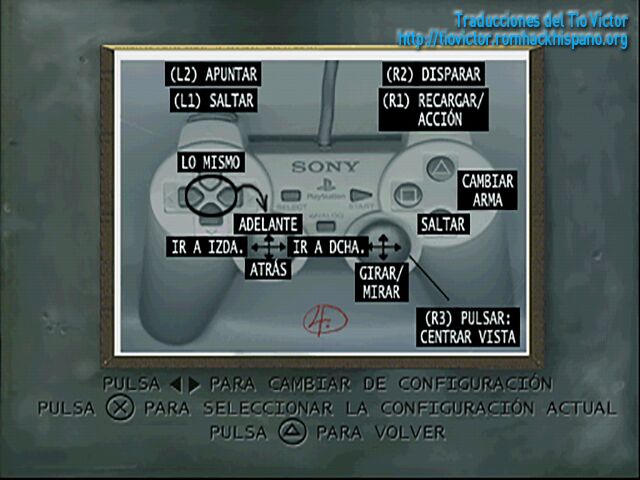 Traducciones del Tio Victor
http://tiovictor.romhackhispano.org
(L2) APUNTAR
(R2) DISPARAR
(L1) SALTAR
(R1) RECARGAR/
ACCIÓN
LO MISMO
SONY
PlayStation
SELECT
START
ANALOG
CAMBIAR
ARMA
ADELANTE
SALTAR
IR A IZDA.
IR A DCHA.
ATRÁS
GIRAR/
MIRAR
4.
(R3) PULSAR:
CENTRAR VISTA
PULSA ◀ ▶ PARA CAMBIAR DE CONFIGURACIÓN
PULSA ⓧ PARA SELECCIONAR LA CONFIGURACIÓN ACTUAL
PULSA △ PARA VOLVER